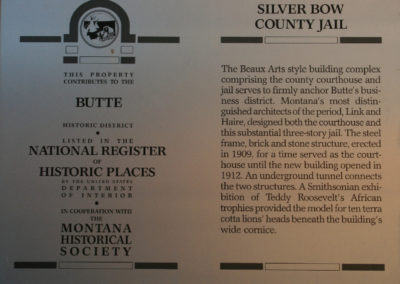 THIS PROPERTY
CONTRIBUTES TO THE
BUTTE
HISTORIC DISTRICT
LISTED IN THE
NATIONAL REGISTER
OF
HISTORIC PLACES
BY THE UNITED STATES
DEPARTMENT
OF INTERIOR
IN COOPERATION WITH
THE
MONTANA
HISTORICAL
SOCIETY
SILVER BOW
COUNTY JAIL
The Beaux Arts style building complex
comprising the county courthouse and
jail serves to firmly anchor Butte's busi-
ness district. Montana's most distin-
guished architects of the period, Link and
Haire, designed both the courthouse and
this substantial three-story jail. The steel
frame, brick and stone structure, erected
in 1909, for a time served as the court-
house until the new building opened in
1912. An underground tunnel connects
the two structures. A Smithsonian exhi-
bition of Teddy Roosevelt's African
trophies provided the model for ten terra
cotta lions' heads beneath the building's
wide cornice.